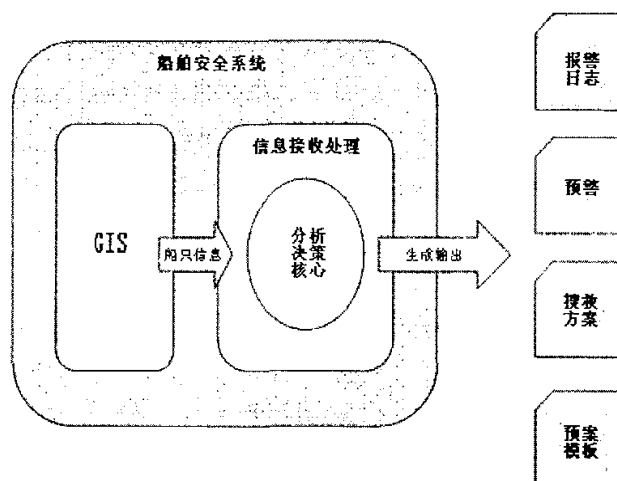 船舶安全系统
GIS
船只信息
信息接收处理
分析
决策
核心
生成输出
报警
日志
预警
搜救
方案
预案
模板